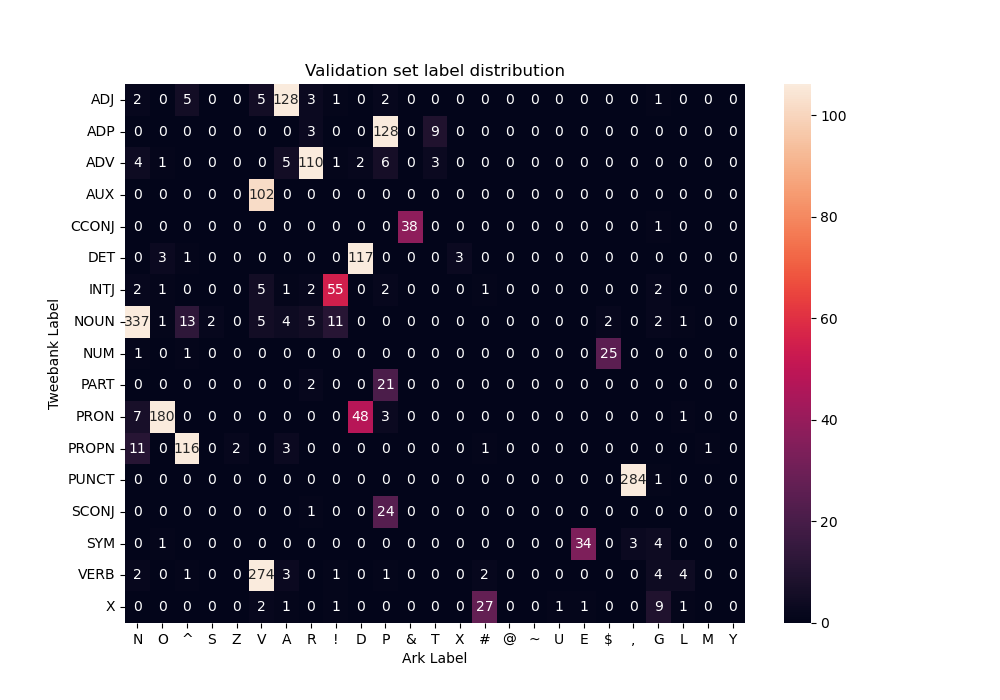 Validation set label distribution
ADJ 2 0 5 0 0 5 128 3 1 0 2 0 0 0 0 0 0 0 0 0 0 1 0 0 0
ADP 0 0 0 0 0 0 0 3 0 0 128 0 9 0 0 0 0 0 0 0 0 0 0 0 0
ADV 4 1 0 0 0 0 5 110 1 2 6 0 3 0 0 0 0 0 0 0 0 0 0 0 0
AUX 0 0 0 0 0 102 0 0 0 0 0 0 0 0 0 0 0 0 0 0 0 0 0 0 0
CCONJ 0 0 0 0 0 0 0 0 0 0 0 38 0 0 0 0 0 0 0 0 0 1 0 0 0
DET 0 3 1 0 0 0 0 0 0 117 0 0 0 3 0 0 0 0 0 0 0 0 0 0 0
INTJ 2 1 0 0 0 5 1 2 55 0 2 0 0 0 1 0 0 0 0 0 0 2 0 0 0
NOUN 337 1 13 2 0 5 4 5 11 0 0 0 0 0 0 0 0 0 0 2 0 2 1 0 0
NUM 1 0 1 0 0 0 0 0 0 0 0 0 0 0 0 0 0 0 0 25 0 0 0 0 0
PART 0 0 0 0 0 0 0 2 0 0 21 0 0 0 0 0 0 0 0 0 0 0 0 0 0
PRON 7 180 0 0 0 0 0 0 0 48 3 0 0 0 0 0 0 0 0 0 0 0 1 0 0
PROPN 11 0 116 0 2 0 3 0 0 0 0 0 0 0 1 0 0 0 0 0 0 0 0 1 0
PUNCT 0 0 0 0 0 0 0 0 0 0 0 0 0 0 0 0 0 0 0 0 284 1 0 0 0
SCONJ 0 0 0 0 0 0 0 1 0 0 24 0 0 0 0 0 0 0 0 0 0 0 0 0 0
SYM 0 1 0 0 0 0 0 0 0 0 0 0 0 0 0 0 0 0 34 0 3 4 0 0 0
VERB 2 0 1 0 0 274 3 0 1 0 1 0 0 0 2 0 0 0 0 0 0 4 4 0 0
X 0 0 0 0 0 2 1 0 1 0 0 0 0 0 27 0 0 1 1 0 0 9 1 0 0
N O ^ S Z V A R ! D P & T X # @ ~ U E $ , G L M Y
Ark Label
Tweebank Label
100
80
60
40
20
0